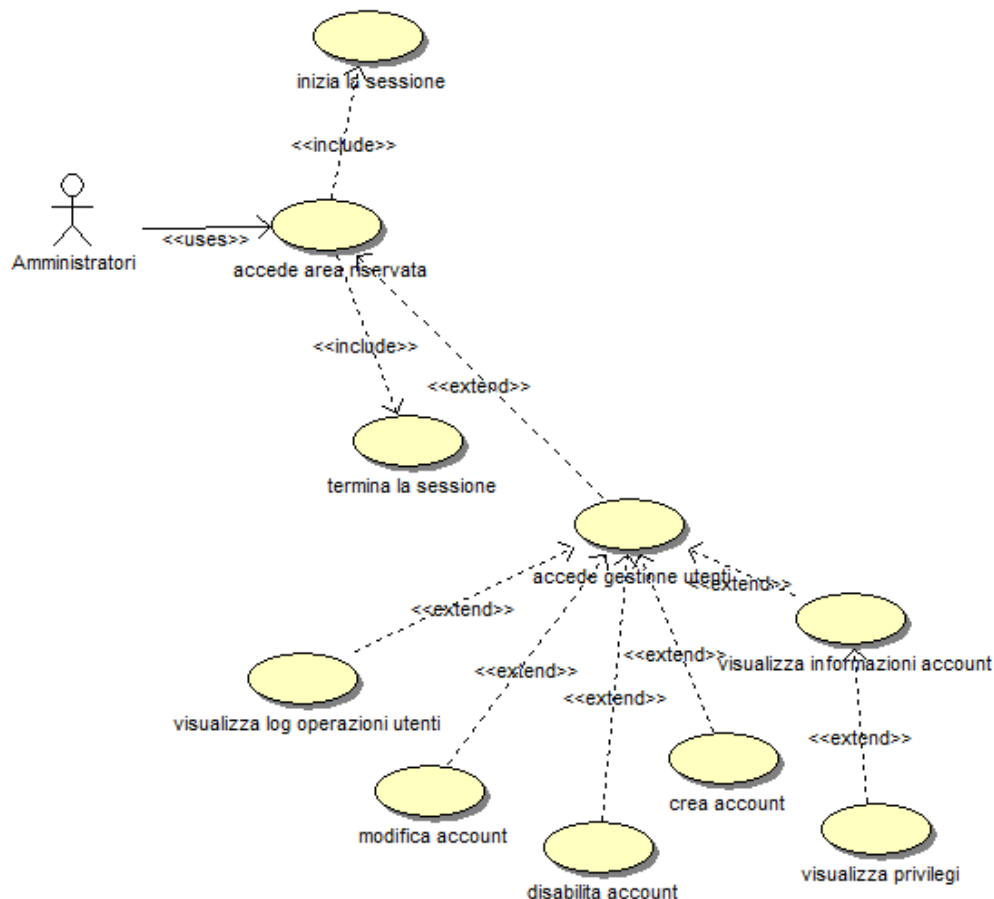 inizia la sessione
<<include>>
<<uses>>
Amministratori
accede area riservata
<<include>>
<<extend>>
termina la sessione
accede gestione utenti
<<extend>>
<<extend>>
<<extend>>
<<extend>>
<<extend>>
visualizza informazioni account
visualizza log operazioni utenti
<<extend>>
crea account
modifica account
visualizza privilegi
disabilita account